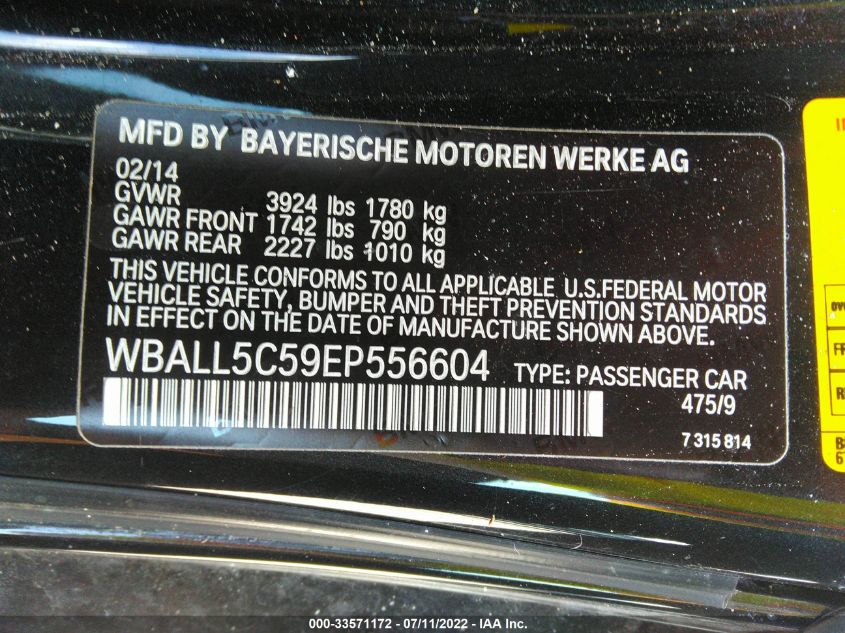 MFD BY BAYERISCHE MOTOREN WERKE AG
02/14
GVWR 3924 lbs 1780 kg
GAWR FRONT 1742 lbs 790 kg
GAWR REAR 2227 lbs 1010 kg
THIS VEHICLE CONFORMS TO ALL APPLICABLE U.S.FEDERAL MOTOR
VEHICLE SAFETY, BUMPER AND THEFT PREVENTION STANDARDS
IN EFFECT ON THE DATE OF MANUFACTURE SHOWN ABOVE.
WBALL5C59EP556604 TYPE: PASSENGER CAR
475/9
7 315 814
000-33571172 - 07/11/2022 - IAA Inc.